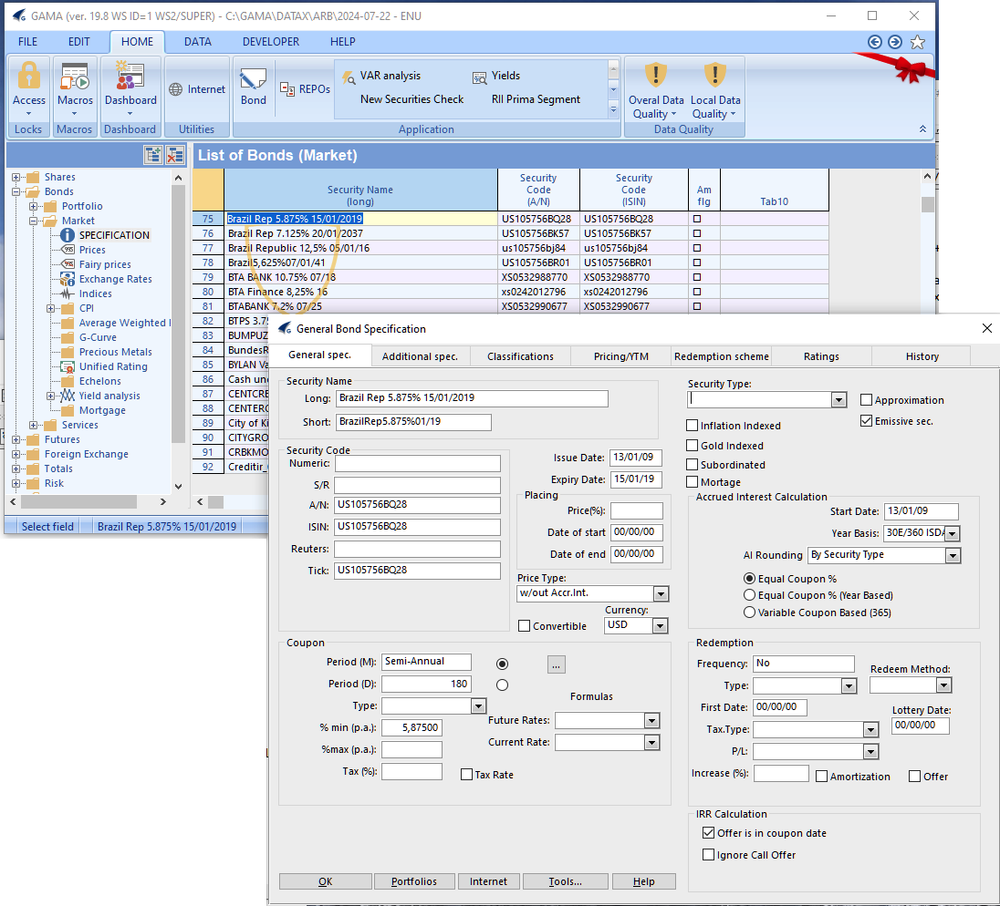 GAMA (ver. 19.8 WS ID=1 WS2/SUPER) - C:\GAMA\DATAX\ARB\2024-07-22 - ENU
FILE EDIT HOME DATA DEVELOPER HELP
Access Macros Dashboard Internet Bond REPOs
VAR analysis Yields
New Securities Check RII Prima Segment
Overal Data Quality Local Data Quality
Locks Macros Dashboard Utilities Application Data Quality
List of Bonds (Market)
Shares
Bonds
Portfolio
Market
SPECIFICATION
Prices
Fairy prices
Exchange Rates
Indices
CPI
Average Weighted
G-Curve
Precious Metals
Unified Rating
Echelons
Yield analysis
Mortgage
Services
Futures
Foreign Exchange
Totals
Risk
Security Name (long) Security Code (A/N) Security Code (ISIN) Am flg Tab10
75 Brazil Rep 5.875% 15/01/2019 US105756BQ28 US105756BQ28
76 Brazil Rep 7.125% 20/01/2037 US105756BK57 US105756BK57
77 Brazil Republic 12,5% 05/01/16 us105756bj84 us105756bj84
78 Brazil5,625%07/01/41 US105756BR01 US105756BR01
79 BTA BANK 10.75% 07/18 XS0532988770 XS0532988770
80 BTA Finance 8,25% 16 xs0242012796 xs0242012796
81 BTABANK 7.2% 07/25 XS0532990677 XS0532990677
82 BTPS 3.75
83 BUMPUZ
84 BundesR
85 BYLAN Va
86 Cash und
87 CENTCRE
88 CENTERC
89 City of Ki
90 CITYGRO
91 CRBKMO
92 Creditir_
Select field Brazil Rep 5.875% 15/01/2019
General Bond Specification
General spec. Additional spec. Classifications Pricing/YTM Redemption scheme Ratings History
Security Name
Long: Brazil Rep 5.875% 15/01/2019
Short: BrazilRep5.875%01/19
Security Code
Numeric:
S/R
A/N: US105756BQ28
ISIN: US105756BQ28
Reuters:
Tick: US105756BQ28
Issue Date: 13/01/09
Expiry Date: 15/01/19
Placing
Price(%):
Date of start 00/00/00
Date of end 00/00/00
Price Type:
w/out Accr.Int.
Currency:
Convertible USD
Security Type:
Approximation
Emissive sec.
Inflation Indexed
Gold Indexed
Subordinated
Mortage
Accrued Interest Calculation
Start Date: 13/01/09
Year Basis: 30E/360 ISDA
AI Rounding By Security Type
Equal Coupon %
Equal Coupon % (Year Based)
Variable Coupon Based (365)
Coupon
Period (M): Semi-Annual ...
Period (D): 180
Type:
% min (p.a.): 5,87500
%max (p.a.):
Tax (%): Tax Rate
Formulas
Future Rates:
Current Rate:
Redemption
Frequency: No
Redeem Method:
Type:
First Date: 00/00/00
Lottery Date:
00/00/00
Tax.Type:
P/L:
Increase (%): Amortization Offer
IRR Calculation
Offer is in coupon date
Ignore Call Offer
OK Portfolios Internet Tools... Help